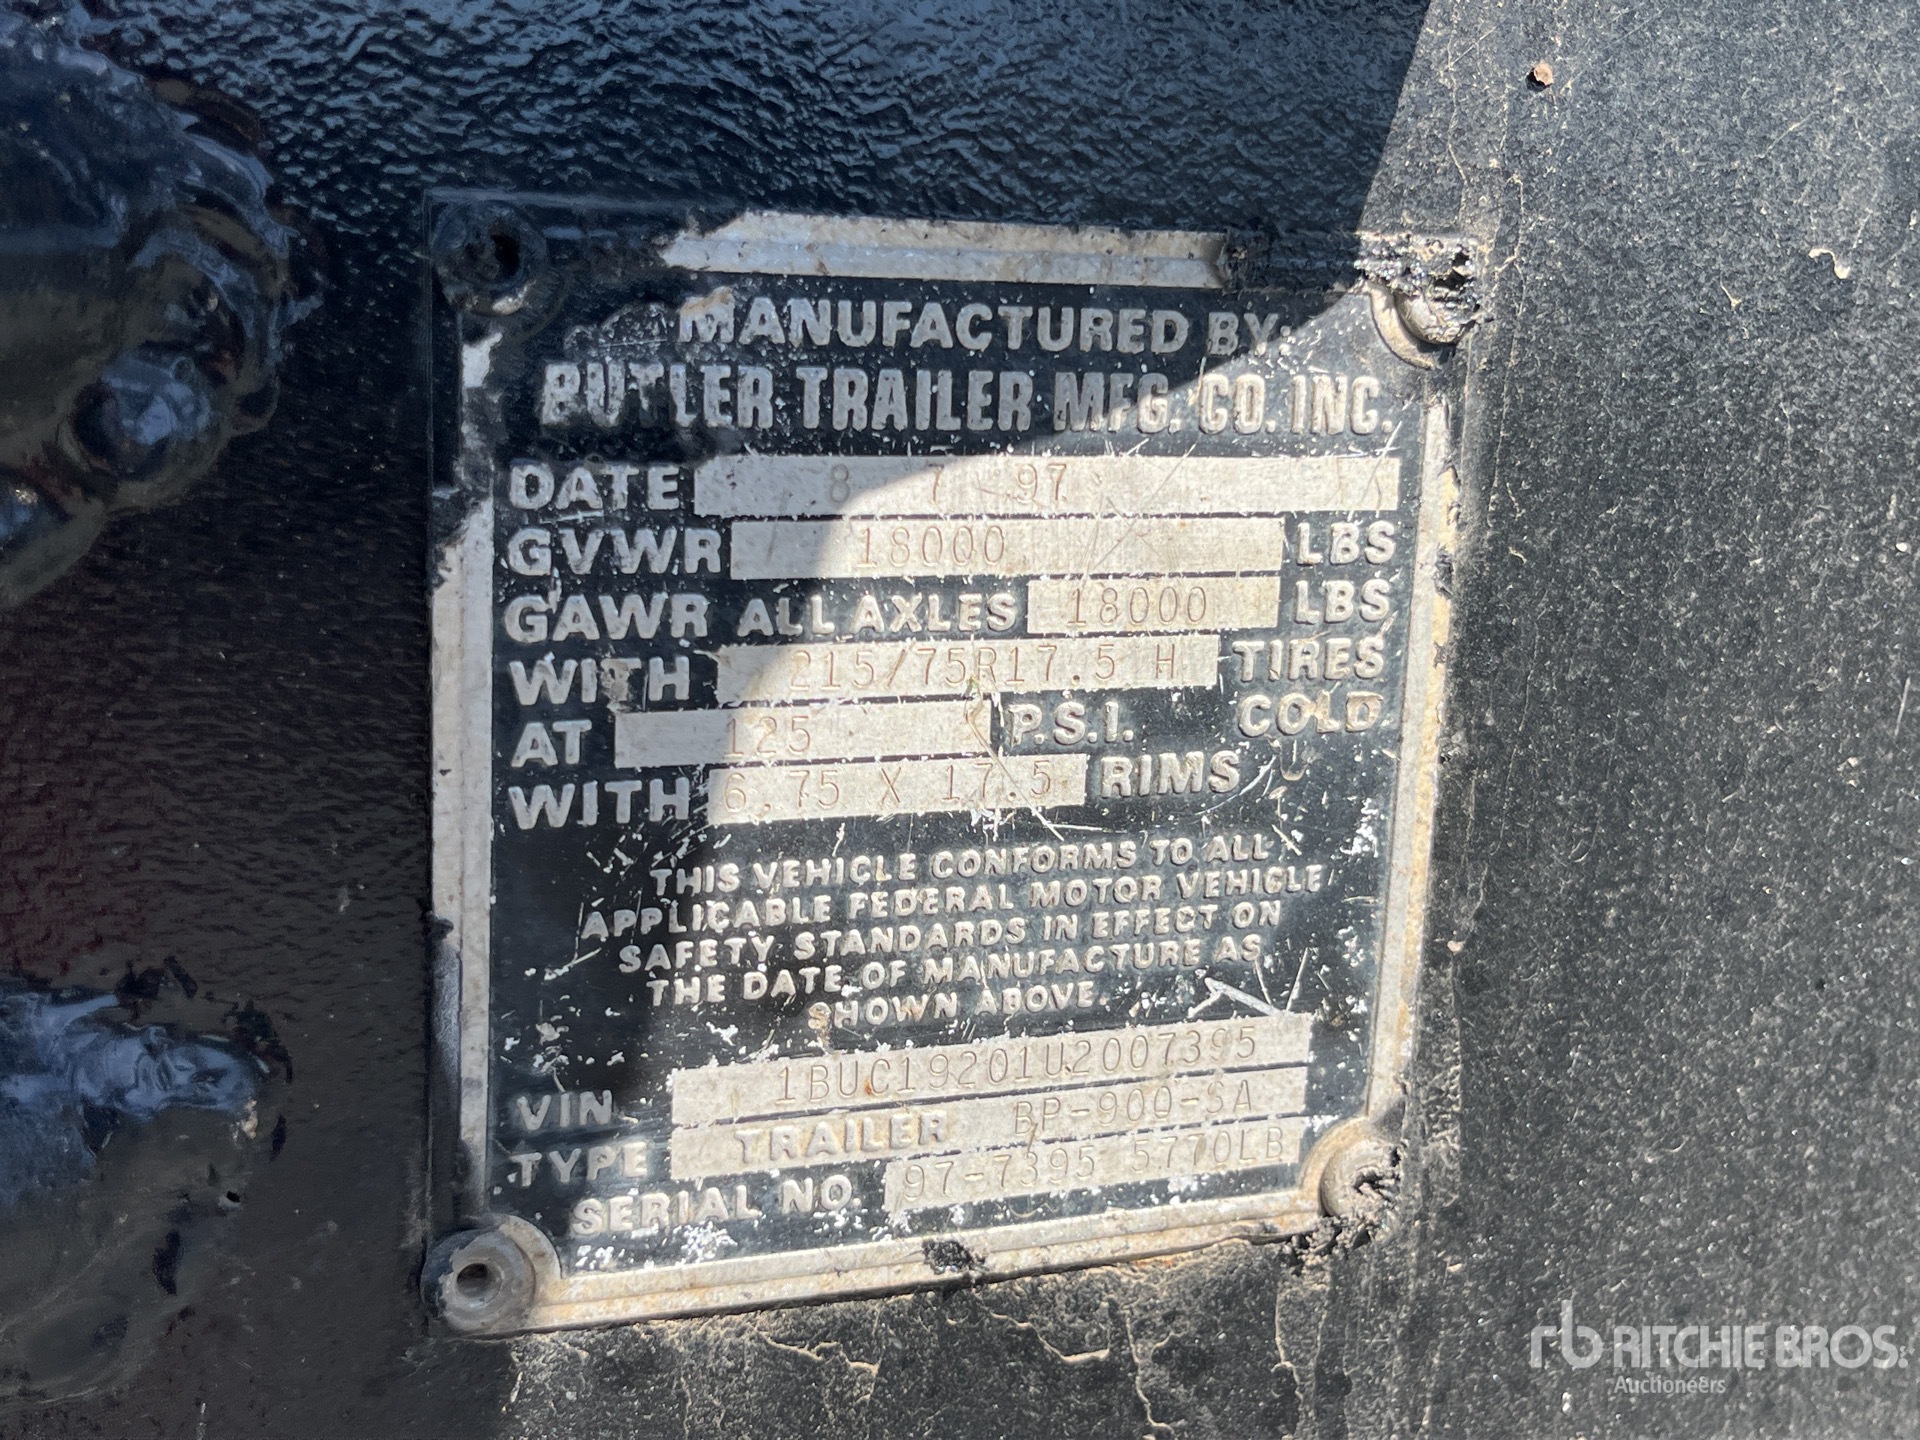 MANUFACTURED BY:
BUTLER TRAILER MFG. CO. INC.
DATE 8 7 97
GVWR 18000 LBS
GAWR ALL AXLES 18000 LBS
WITH 215/75R17.5 H TIRES
AT 125 P.S.I. COLD
WITH 6.75 X 17.5 RIMS
THIS VEHICLE CONFORMS TO ALL
APPLICABLE FEDERAL MOTOR VEHICLE
SAFETY STANDARDS IN EFFECT ON
THE DATE OF MANUFACTURE AS
SHOWN ABOVE.
VIN 1BUC19201U2007395
TYPE TRAILER BP-900-SA
SERIAL NO. 97-7395 5770LB
rb RITCHIE BROS.
Auctioneers